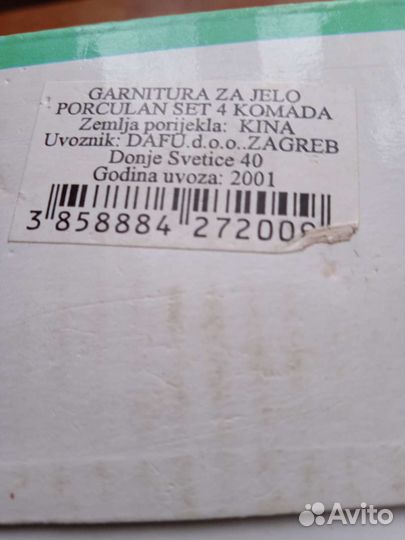 GARNITURA ZA JELO
PORCULAN SET 4 KOMADA
Zemlja porijekla: KINA
Uvoznik: DAFU.d.o.o..ZAGREB
Donje Svetice 40
Godina uvoza: 2001
3 858884 272009
Avito